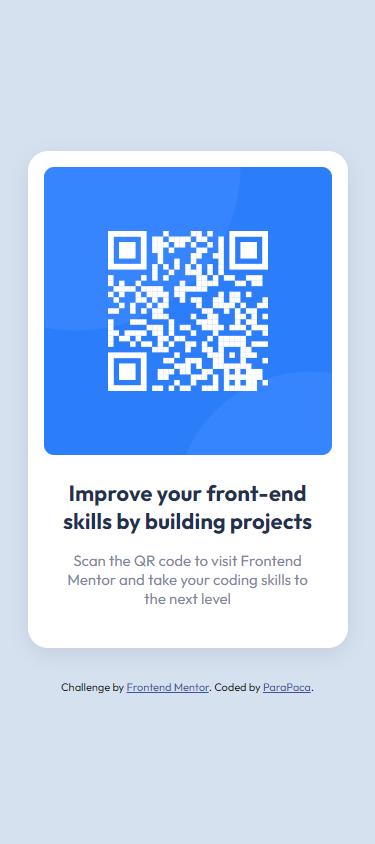 Improve your front-end
skills by building projects
Scan the QR code to visit Frontend
Mentor and take your coding skills to
the next level
Challenge by Frontend Mentor. Coded by ParaPaca.